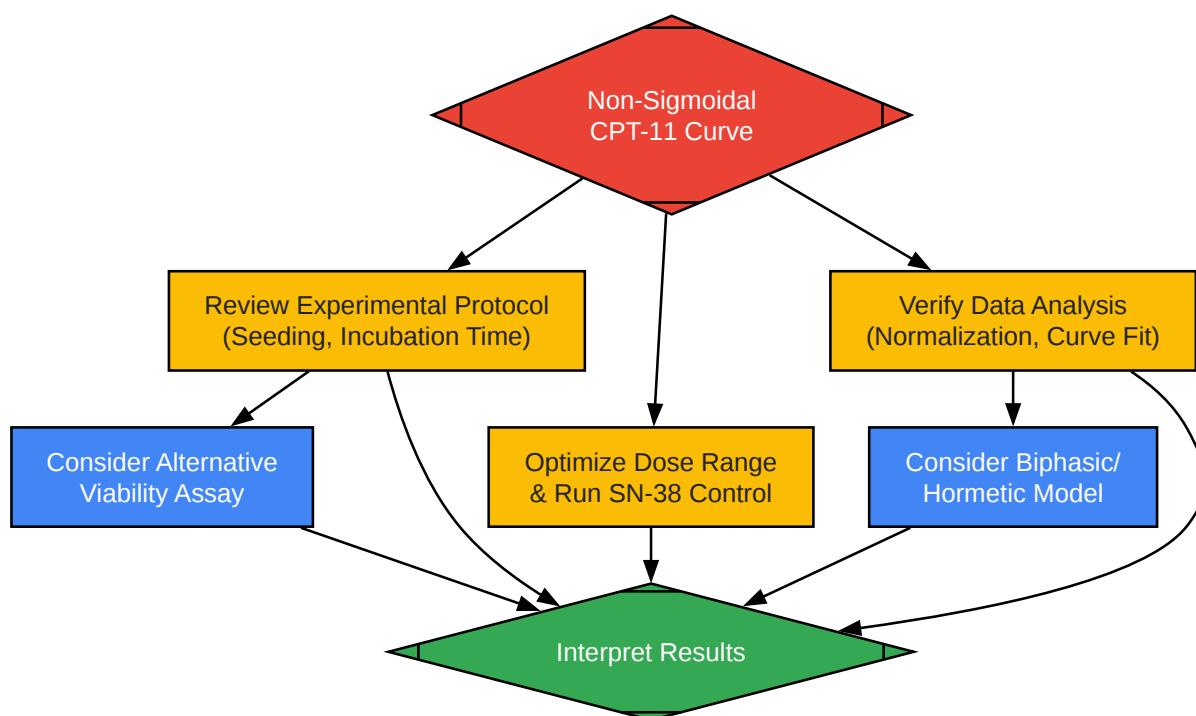 Non-Sigmoidal
CPT-11 Curve
Review Experimental Protocol
(Seeding, Incubation Time)
Verify Data Analysis
(Normalization, Curve Fit)
Consider Alternative
Viability Assay
Optimize Dose Range
& Run SN-38 Control
Consider Biphasic/
Hormetic Model
Interpret Results